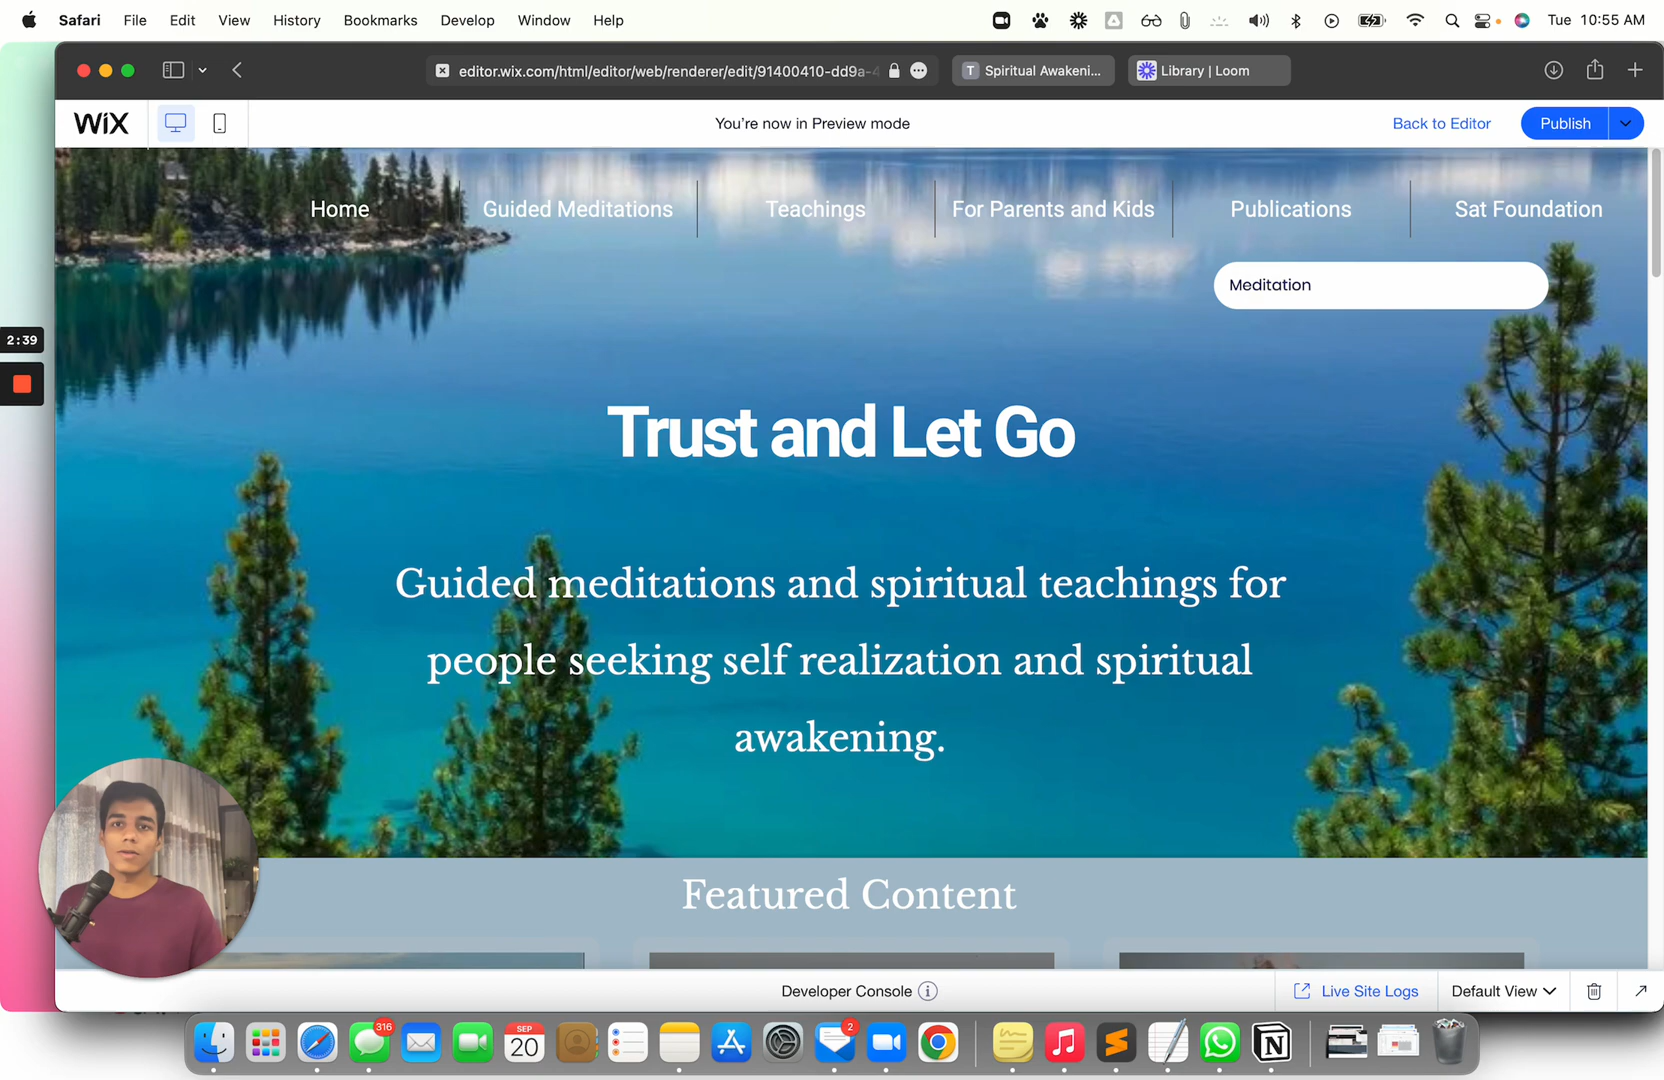 Safari File Edit View History Bookmarks Develop Window Help Tue 10:55 AM
editor.wix.com/html/editor/web/renderer/edit/91400410-dd9a-4
Spiritual Awakeni...
Library | Loom
WiX
You're now in Preview mode
Back to Editor
Publish
Home
Guided Meditations
Teachings
For Parents and Kids
Publications
Sat Foundation
Meditation
2:39
Trust and Let Go
Guided meditations and spiritual teachings for
people seeking self realization and spiritual
awakening.
Featured Content
Developer Console
Live Site Logs
Default View
316
SEP
20
2